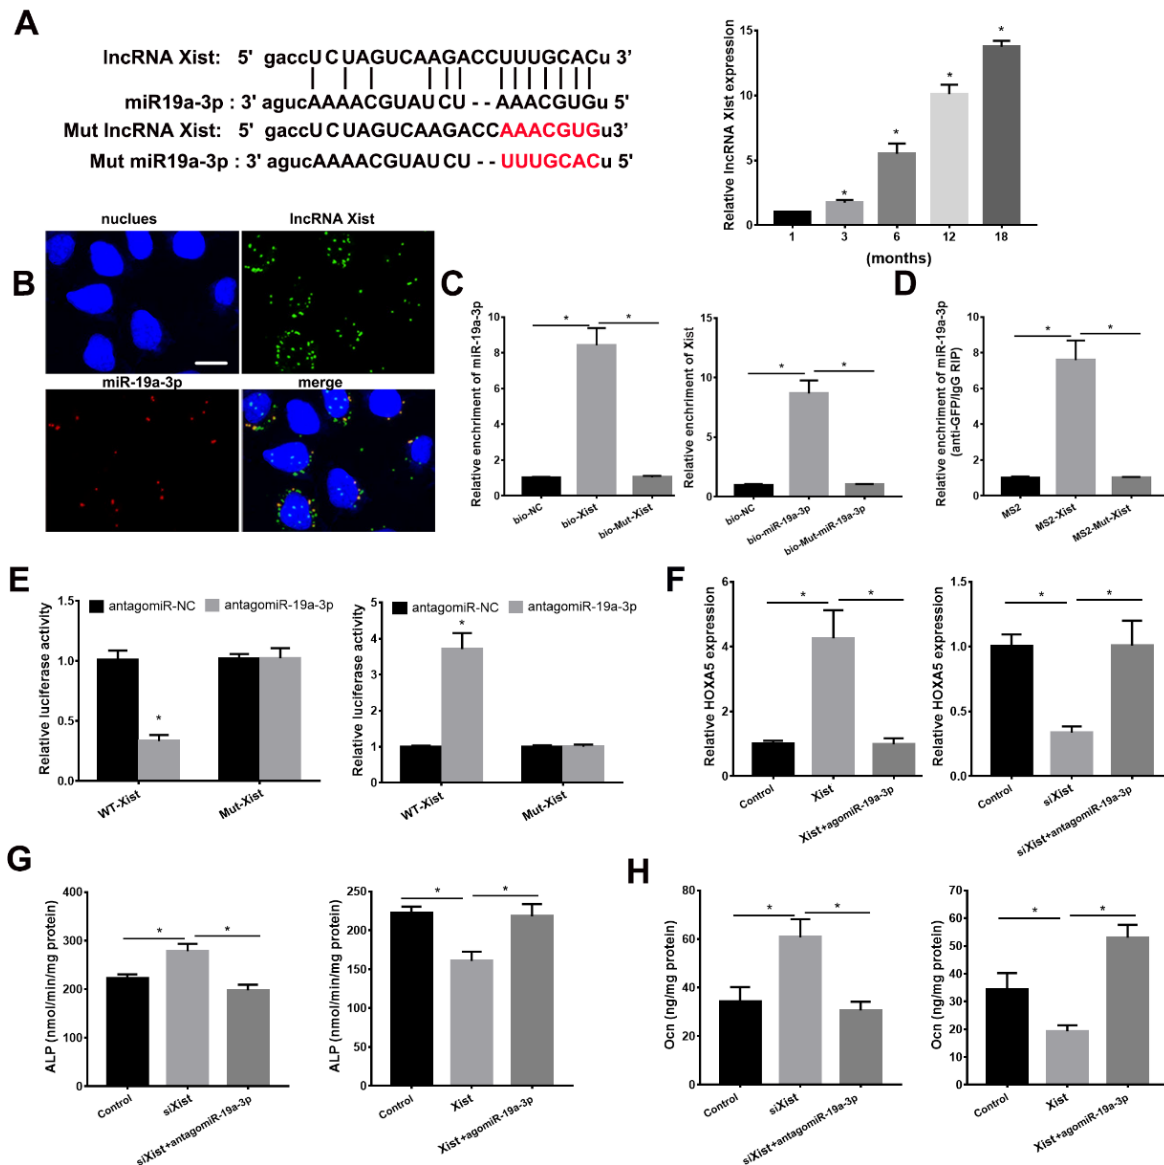 A
lncRNA Xist: 5' gaccUCUAGUCAAGACCUUUGCACu 3'
miR19a-3p : 3' agucAAAACGUAUCU - - AAACGUGu 5'
Mut lncRNA Xist: 5' gaccUCUAGUCAAGACCAAACGUGu3'
Mut miR19a-3p : 3' agucAAAACGUAUCU - - UUUGCACu 5'
Relative lncRNA Xist expression
15
10
5
0
* * * *
1 3 6 12 18
(months)
B
nuclues
lncRNA Xist
miR-19a-3p
merge
C
Relative enchriment of miR-19a-3p
10
8
6
4
2
0
* *
bio-NC
bio-Xist
bio-Mut-Xist
Relative enrichment of Xist
15
10
5
0
* *
bio-NC
bio-miR-19a-3p
bio-Mut-miR-19a-3p
D
Relative enchriment of miR-19a-3p
(anti-GFP/IgG RIP)
10
8
6
4
2
0
* *
MS2
MS2-Xist
MS2-Mut-Xist
E
antagomiR-NC antagomiR-19a-3p
Relative luciferase activity
1.5
1.0
0.5
0.0
*
WT-Xist
Mut-Xist
antagomiR-NC antagomiR-19a-3p
Relative luciferase activity
5
4
3
2
1
0
*
WT-Xist
Mut-Xist
F
Relative HOXA5 expression
6
4
2
0
* *
Control
Xist
Xist+agomiR-19a-3p
Relative HOXA5 expression
1.5
1.0
0.5
0.0
* *
Control
siXist
siXist+antagomiR-19a-3p
G
ALP (nmol/min/mg protein)
400
300
200
100
0
* *
Control
siXist
siXist+antagomiR-19a-3p
ALP (nmol/min/mg protein)
250
200
150
100
50
0
* *
Control
Xist
Xist+agomiR-19a-3p
H
Ocn (ng/mg protein)
80
60
40
20
0
* *
Control
siXist
siXist+antagomiR-19a-3p
Ocn (ng/mg protein)
70
60
50
40
30
20
10
0
* *
Control
Xist
Xist+agomiR-19a-3p